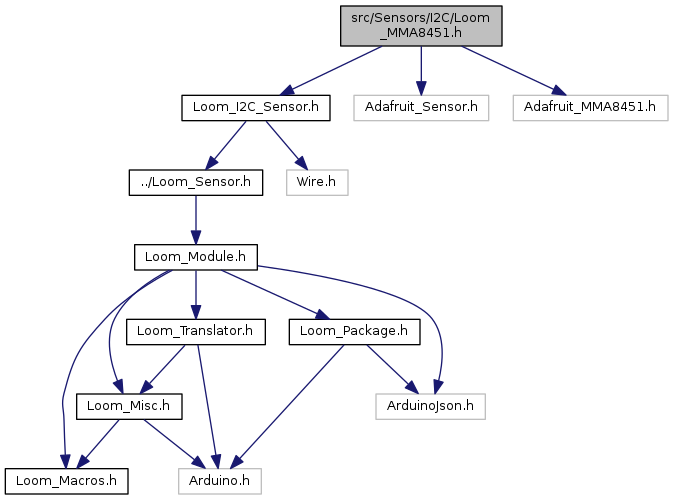 src/Sensors/I2C/Loom
_MMA8451.h
Loom_I2C_Sensor.h
Adafruit_Sensor.h
Adafruit_MMA8451.h
../Loom_Sensor.h
Wire.h
Loom_Module.h
Loom_Translator.h
Loom_Package.h
Loom_Misc.h
ArduinoJson.h
Loom_Macros.h
Arduino.h